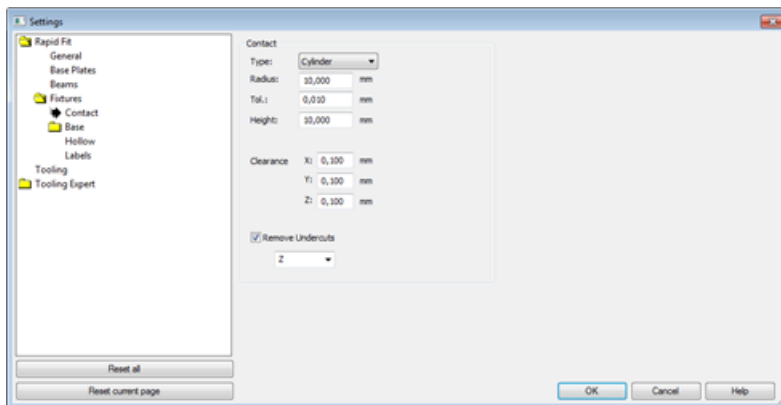 Settings
Rapid Fit
General
Base Plates
Beams
Fixtures
Contact
Base
Hollow
Labels
Tooling
Tooling Expert
Reset all
Reset current page
Contact
Type: Cylinder
Radius: 10,000 mm
Tol.: 0,010 mm
Height: 10,000 mm
Clearance X: 0,100 mm
Y: 0,100 mm
Z: 0,100 mm
Remove Undercuts
Z
OK Cancel Help